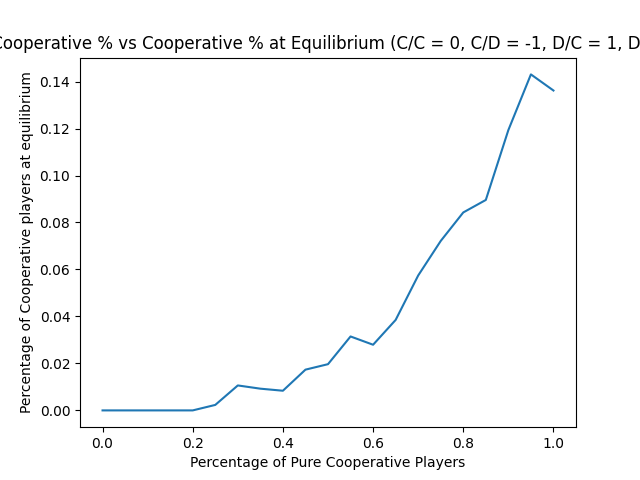 Cooperative % vs Cooperative % at Equilibrium (C/C = 0, C/D = -1, D/C = 1, D
Percentage of Cooperative players at equilibrium
0.14
0.12
0.10
0.08
0.06
0.04
0.02
0.00
0.0 0.2 0.4 0.6 0.8 1.0
Percentage of Pure Cooperative Players